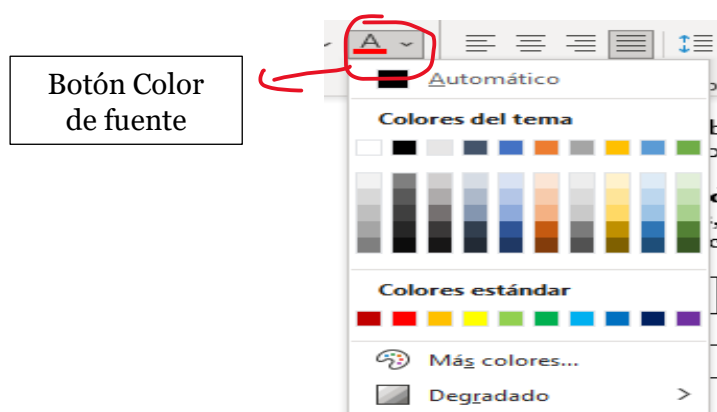 A
Botón Color
de fuente
Automático
Colores del tema
Colores estándar
Más colores...
Degradado